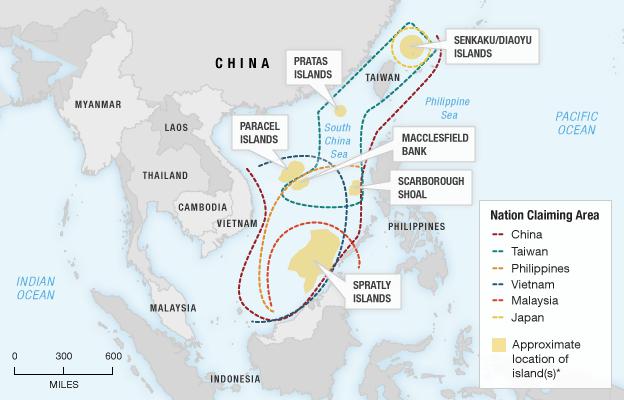 SENKAKU/DIAOYU
ISLANDS
CHINA
PRATAS
ISLANDS
TAIWAN
MYANMAR
Philippine
Sea
PACIFIC
OCEAN
LAOS
PARACEL
ISLANDS
South
China
Sea
MACCLESFIELD
BANK
THAILAND
SCARBOROUGH
SHOAL
CAMBODIA
VIETNAM
PHILIPPINES
Nation Claiming Area
China
Taiwan
Philippines
Vietnam
Malaysia
Japan
Approximate
location of
island(s)*
INDIAN
OCEAN
SPRATLY
ISLANDS
MALAYSIA
0 300 600
MILES
INDONESIA